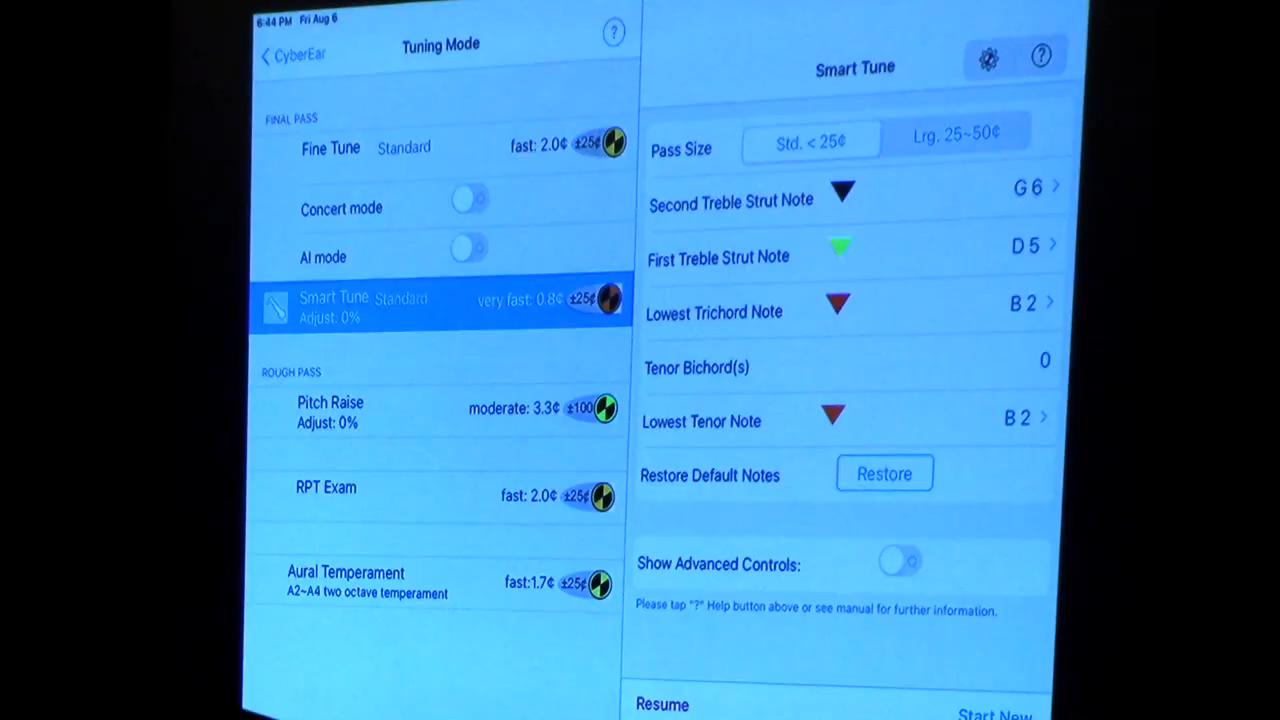 6:44 PM Fri Aug 6
CyberEar
Tuning Mode
?
FINAL PASS
Fine Tune Standard fast: 2.0¢ ±25¢
Concert mode
AI mode
Smart Tune Standard very fast: 0.8¢ ±25¢
Adjust: 0%
ROUGH PASS
Pitch Raise moderate: 3.3¢ ±100
Adjust: 0%
RPT Exam fast: 2.0¢ ±25¢
Aural Temperament fast:1.7¢ ±25¢
A2~A4 two octave temperament
Smart Tune
?
Pass Size Std. < 25¢ Lrg. 25~50¢
Second Treble Strut Note G 6
First Treble Strut Note D 5
Lowest Trichord Note B 2
Tenor Bichord(s) 0
Lowest Tenor Note B 2
Restore Default Notes Restore
Show Advanced Controls:
Please tap "?" Help button above or see manual for further information.
Resume Start New